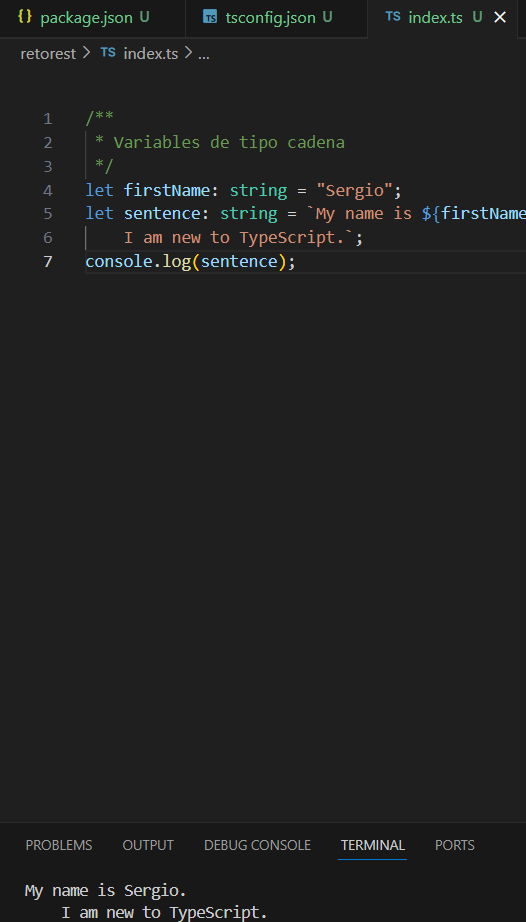 {} package.json U TS tsconfig.json U TS index.ts U
retorest > TS index.ts > ...
1 /**
2  * Variables de tipo cadena
3  */
4 let firstName: string = "Sergio";
5 let sentence: string = `My name is ${firstName
6     I am new to TypeScript.`;
7 console.log(sentence);
PROBLEMS OUTPUT DEBUG CONSOLE TERMINAL PORTS
My name is Sergio.
    I am new to TypeScript.